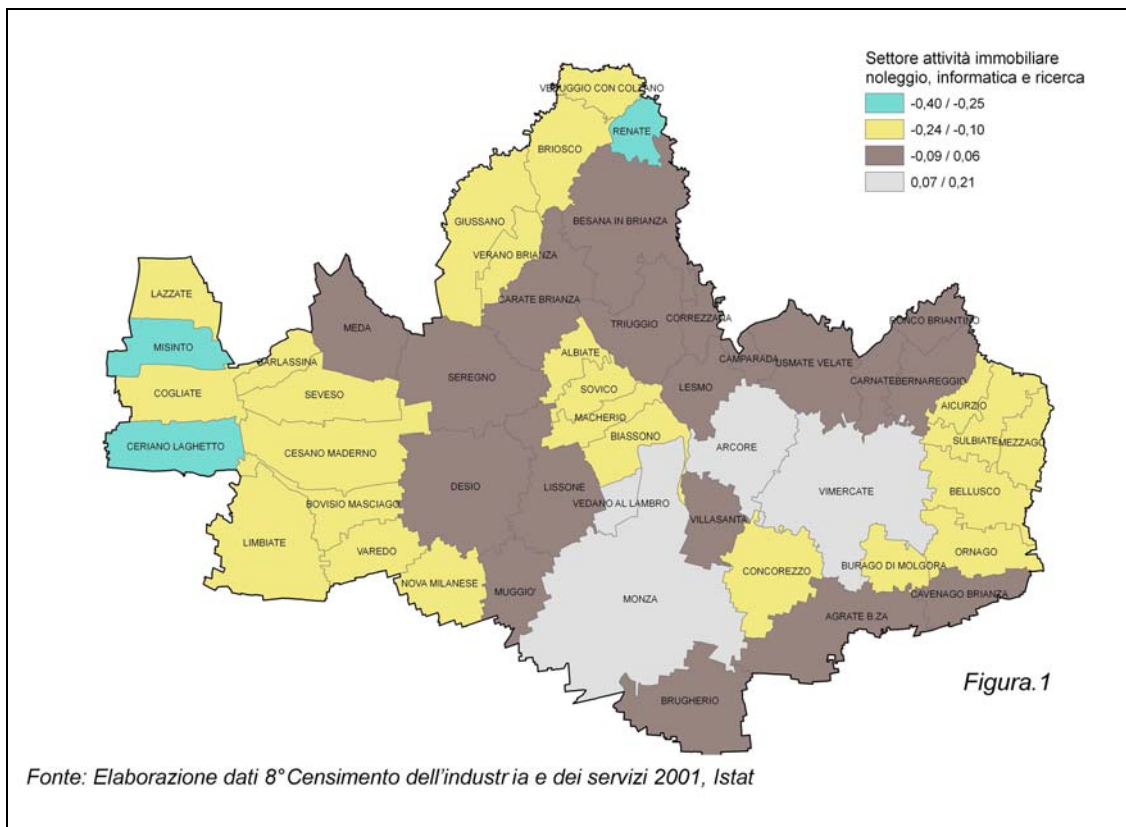 Settore attività immobiliare
noleggio, informatica e ricerca
-0,40 / -0,25
-0,24 / -0,10
-0,09 / 0,06
0,07 / 0,21
VEDUGGIO CON COLZANO
RENATE
BRIOSCO
GIUSSANO
BESANA IN BRIANZA
VERANO BRIANZA
LAZZATE
CARATE BRIANZA
MEDA
TRIUGGIO
CORREZZANA
RONCO BRIANTINO
MISINTO
BARLASSINA
ALBIATE
CAMPARADA
USMATE VELATE
SEREGNO
COGLIATE
SEVESO
SOVICO
LESMO
CARNATE
BERNAREGGIO
AICURZIO
MACHERIO
BIASSONO
CERIANO LAGHETTO
CESANO MADERNO
ARCORE
SULBIATE
MEZZAGO
DESIO
LISSONE
VIMERCATE
BELLUSCO
BOVISIO MASCIAGO
VEDANO AL LAMBRO
VILLASANTA
LIMBIATE
VAREDO
ORNAGO
CONCOREZZO
BURAGO DI MOLGORA
NOVA MILANESE
MUGGIO'
MONZA
CAVENAGO BRIANZA
AGRATE B.ZA
BRUGHERIO
Figura.1
Fonte: Elaborazione dati 8°Censimento dell'industr ia e dei servizi 2001, Istat